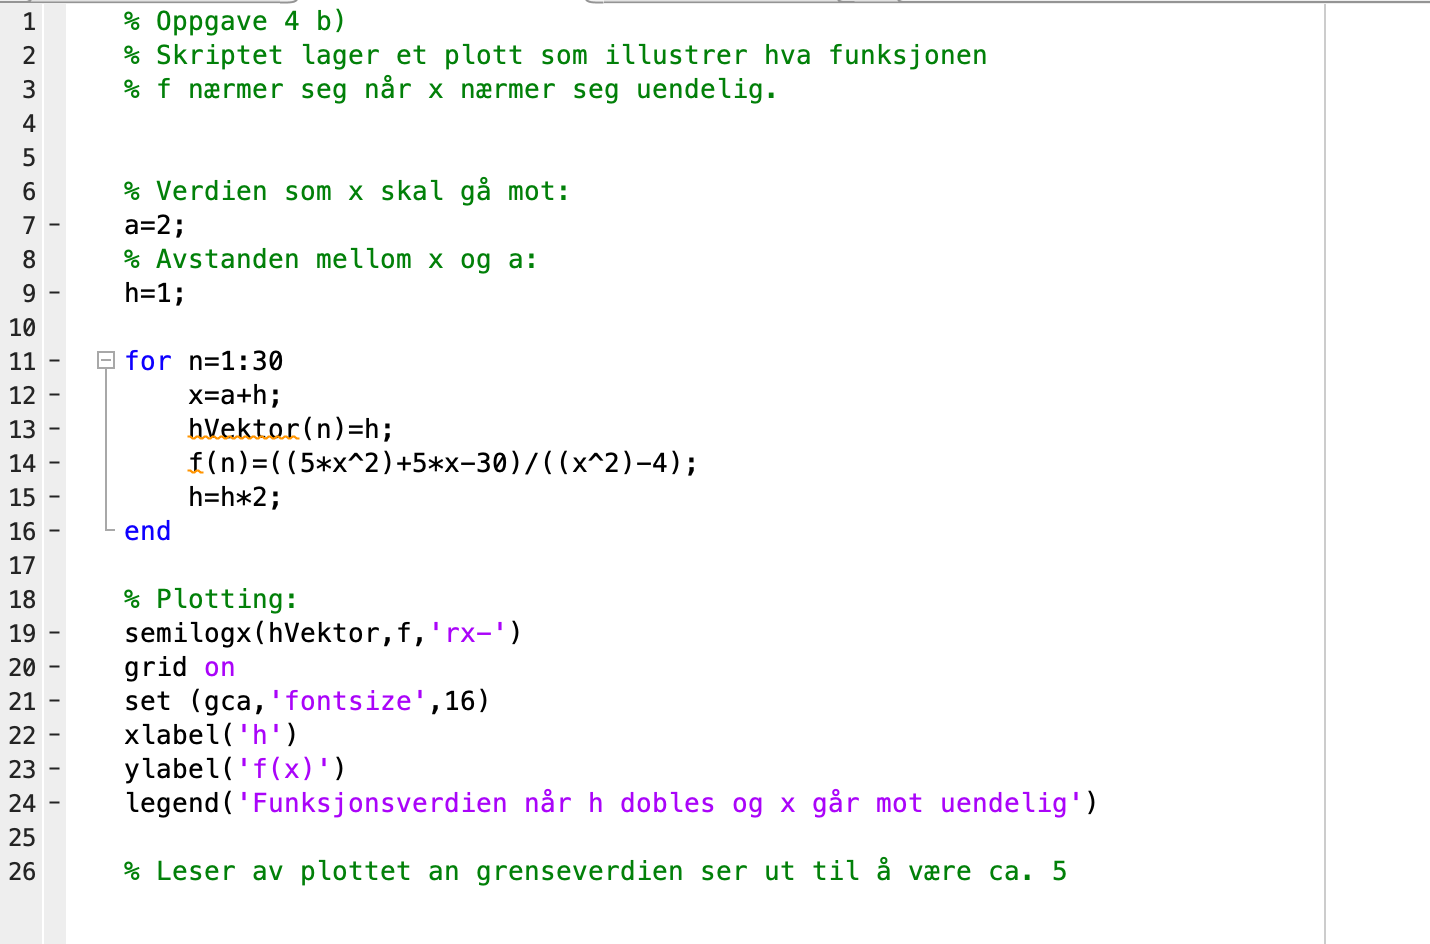 1 % Oppgave 4 b)
2 % Skriptet lager et plott som illustrer hva funksjonen
3 % f nærmer seg når x nærmer seg uendelig.
4
5
6 % Verdien som x skal gå mot:
7 - a=2;
8 % Avstanden mellom x og a:
9 - h=1;
10
11 - for n=1:30
12 - x=a+h;
13 - hVektor(n)=h;
14 - f(n)=((5*x^2)+5*x-30)/((x^2)-4);
15 - h=h*2;
16 - end
17
18 % Plotting:
19 - semilogx(hVektor,f,'rx-')
20 - grid on
21 - set (gca,'fontsize',16)
22 - xlabel('h')
23 - ylabel('f(x)')
24 - legend('Funksjonsverdien når h dobles og x går mot uendelig')
25
26 % Leser av plottet an grenseverdien ser ut til å være ca. 5